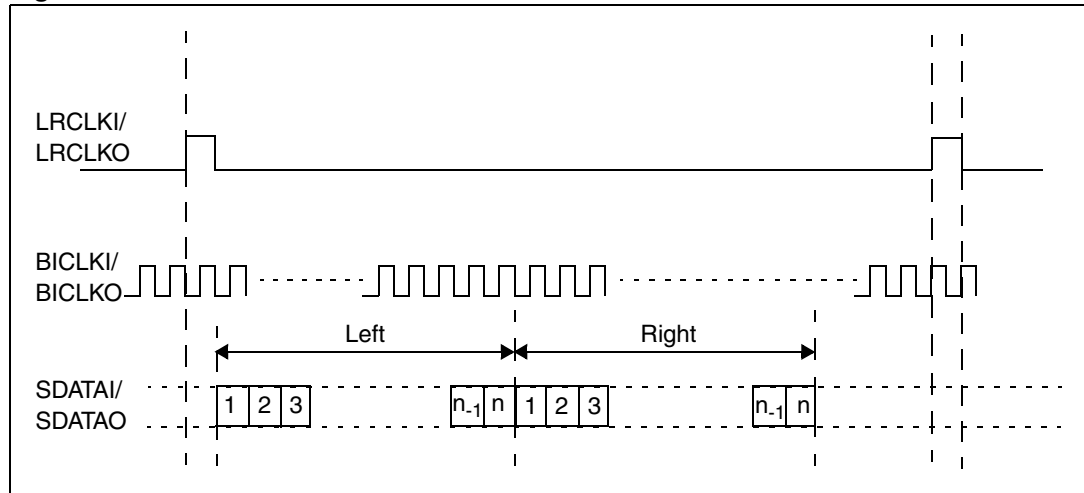 LRCLKI/
LRCLKO
BICLKI/
BICLKO
Left Right
SDATAI/
SDATAO
1 2 3 n-1 n 1 2 3 n-1 n